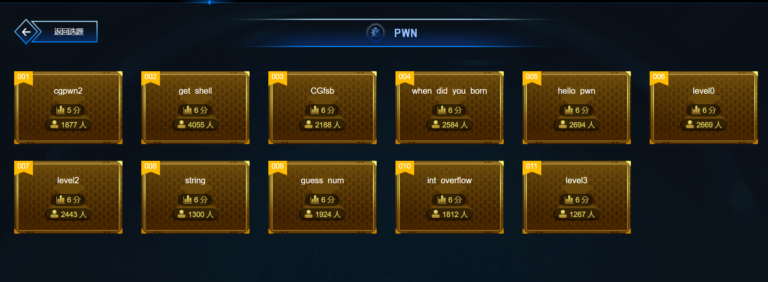 返回选题
PWN
001
cgpwn2
5 分
1877 人
002
get shell
6 分
4055 人
003
CGfsb
6 分
2188 人
004
when did you born
6 分
2584 人
005
hello pwn
6 分
2694 人
006
level0
6 分
2669 人
007
level2
6 分
2443 人
008
string
6 分
1300 人
009
guess num
6 分
1924 人
010
int overflow
6 分
1812 人
011
level3
6 分
1267 人